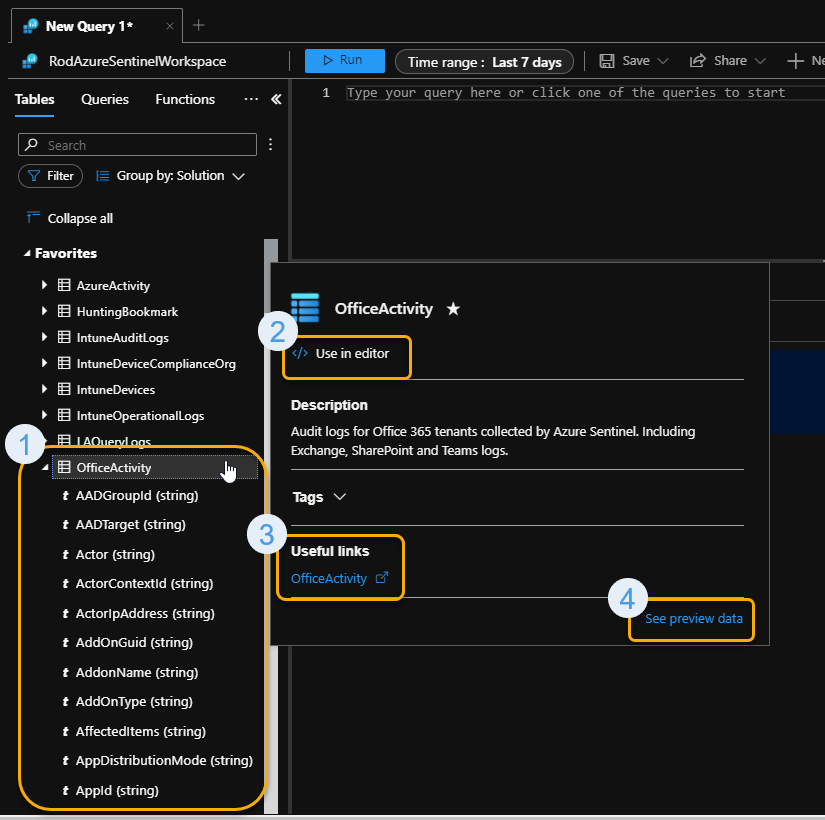 New Query 1*
RodAzureSentinelWorkspace
Run
Time range : Last 7 days
Save
Share
Tables
Queries
Functions
1 Type your query here or click one of the queries to start
Search
Filter
Group by: Solution
Collapse all
Favorites
AzureActivity
HuntingBookmark
IntuneAuditLogs
IntuneDeviceComplianceOrg
IntuneDevices
IntuneOperationalLogs
LAQueryLogs
1
OfficeActivity
t AADGroupId (string)
t AADTarget (string)
t Actor (string)
t ActorContextId (string)
t ActorIpAddress (string)
t AddOnGuid (string)
t AddonName (string)
t AddOnType (string)
t AffectedItems (string)
t AppDistributionMode (string)
t AppId (string)
OfficeActivity
2
</> Use in editor
Description
Audit logs for Office 365 tenants collected by Azure Sentinel. Including
Exchange, SharePoint and Teams logs.
Tags
3
Useful links
OfficeActivity
4
See preview data